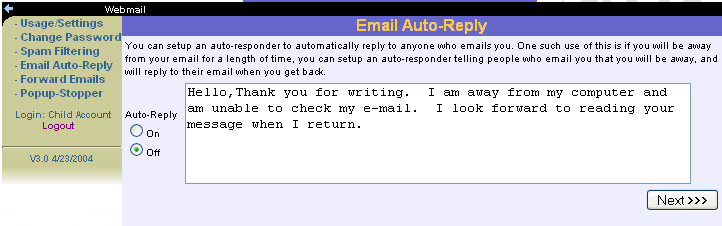 Webmail
- Usage/Settings
- Change Password
- Spam Filtering
- Email Auto-Reply
- Forward Emails
- Popup-Stopper
Login: Child Account
Logout
V3.0 4/23/2004
Email Auto-Reply
You can setup an auto-responder to automatically reply to anyone who emails you. One such use of this is if you will be away
from your email for a length of time, you can setup an autoresponder telling people who email you that you will be away, and
will reply to their email when you get back.
Auto-Reply
On
Off
Hello,Thank you for writing.  I am away from my computer and
am unable to check my e-mail.  I look forward to reading your
message when I return.
Next >>>